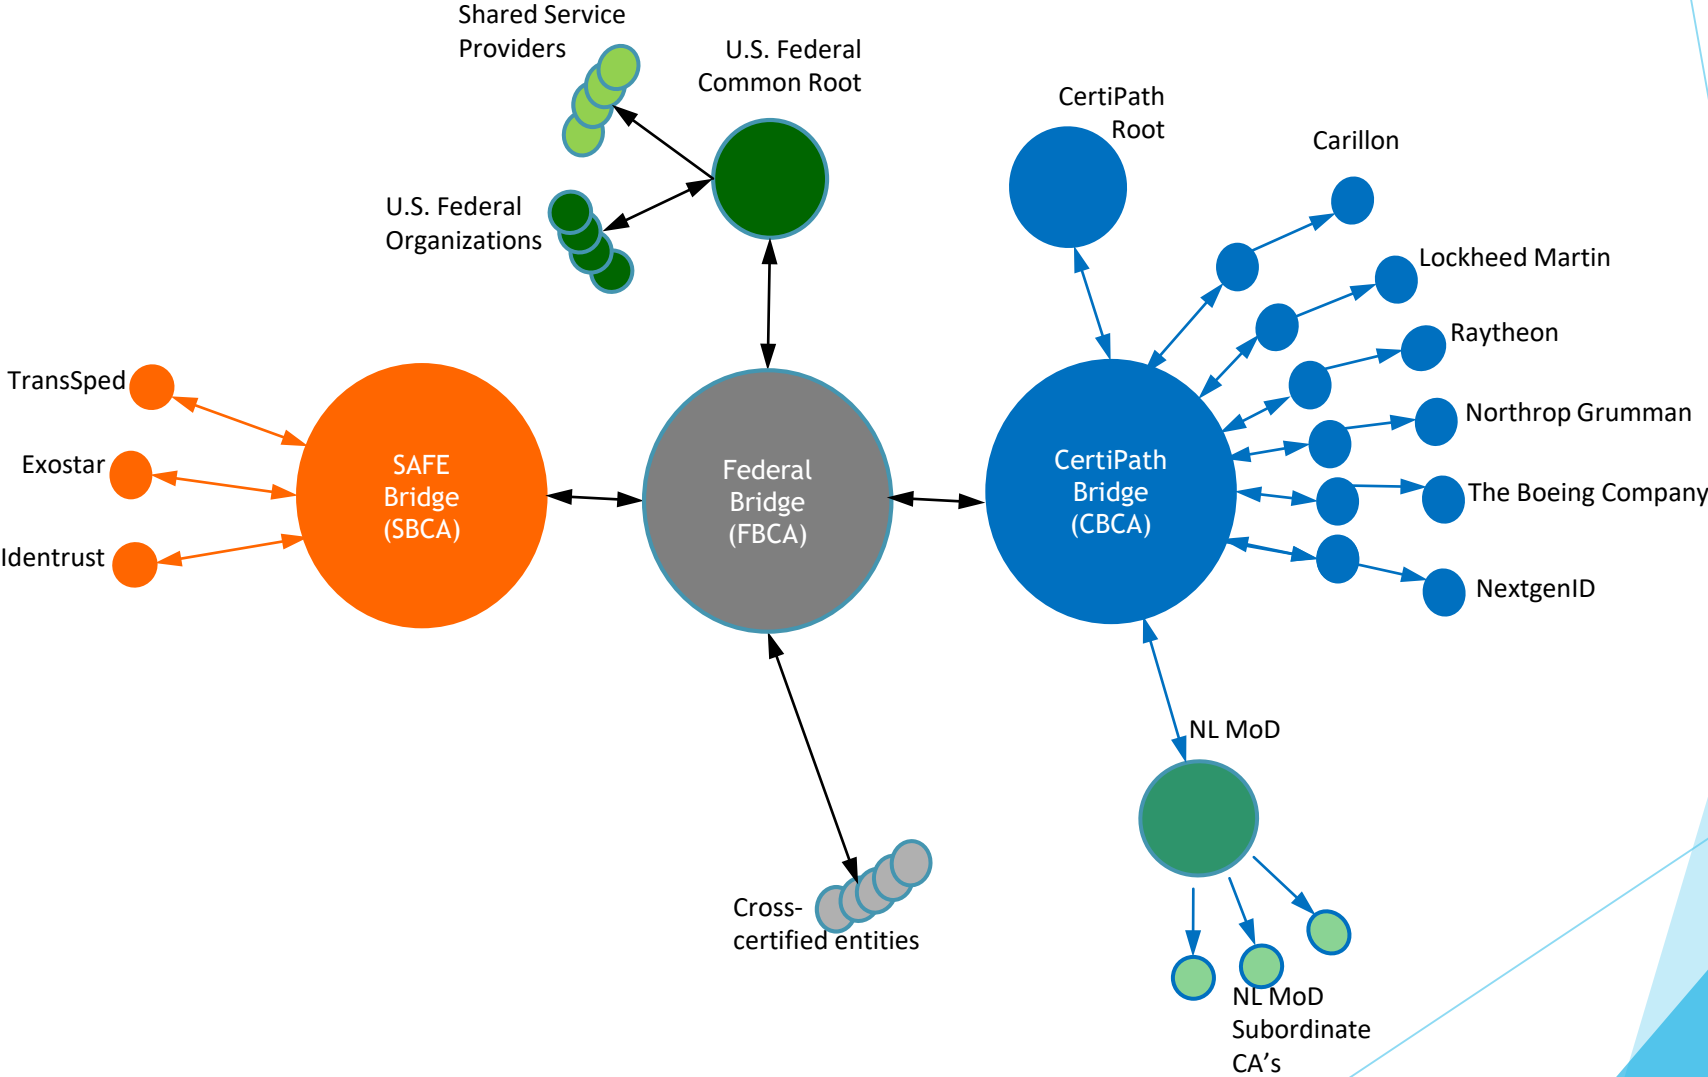 Shared Service
Providers
U.S. Federal
Common Root
CertiPath
Root
Carillon
U.S. Federal
Organizations
Lockheed Martin
Raytheon
TransSped
Northrop Grumman
Exostar
SAFE
Bridge
(SBCA)
Federal
Bridge
(FBCA)
CertiPath
Bridge
(CBCA)
The Boeing Company
Identrust
NextgenID
NL MoD
Cross-
certified entities
NL MoD
Subordinate
CA’s